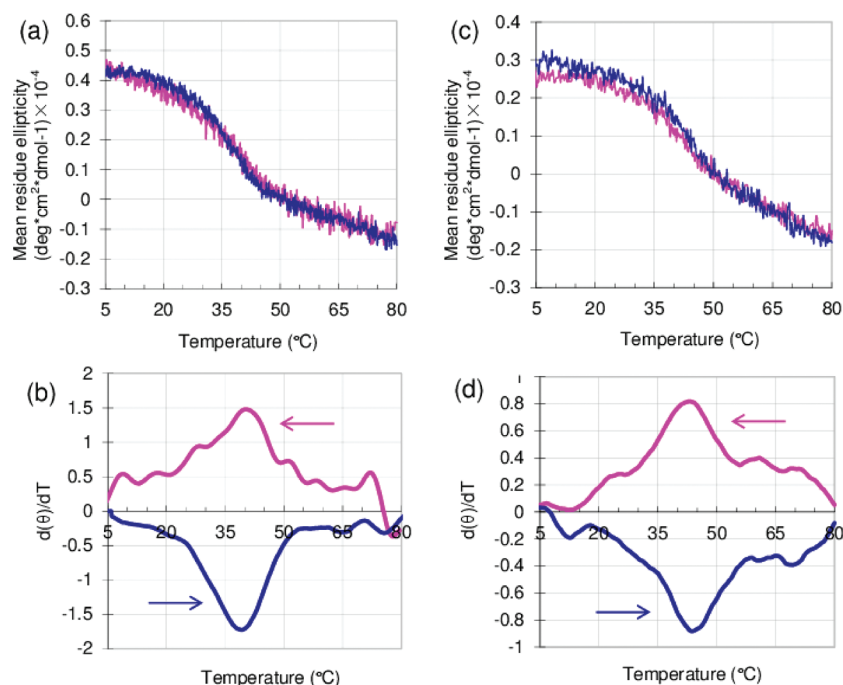 (a)
Mean residue ellipticity
(deg*cm²*dmol-1)×10⁻⁴
0.6
0.5
0.4
0.3
0.2
0.1
0
-0.1
-0.2
0.3
5 20 35 50 65 80
Temperature (°C)
(c)
Mean residue ellipticity
(deg*cm²*dmol-1)×10⁻⁴
0.4
0.3
0.2
0.1
0
-0.1
-0.2
0.3
5 20 35 50 65 80
Temperature (°C)
(b)
d(θ)/dT
2
1.5
1
0.5
0
-0.5
-1
-1.5
-2
5 20 35 50 65 80
Temperature (°C)
(d)
d(θ)/dT
0.8
0.6
0.4
0.2
0
-0.2
-0.4
-0.6
-0.8
-1
5 20 35 50 65 80
Temperature (°C)